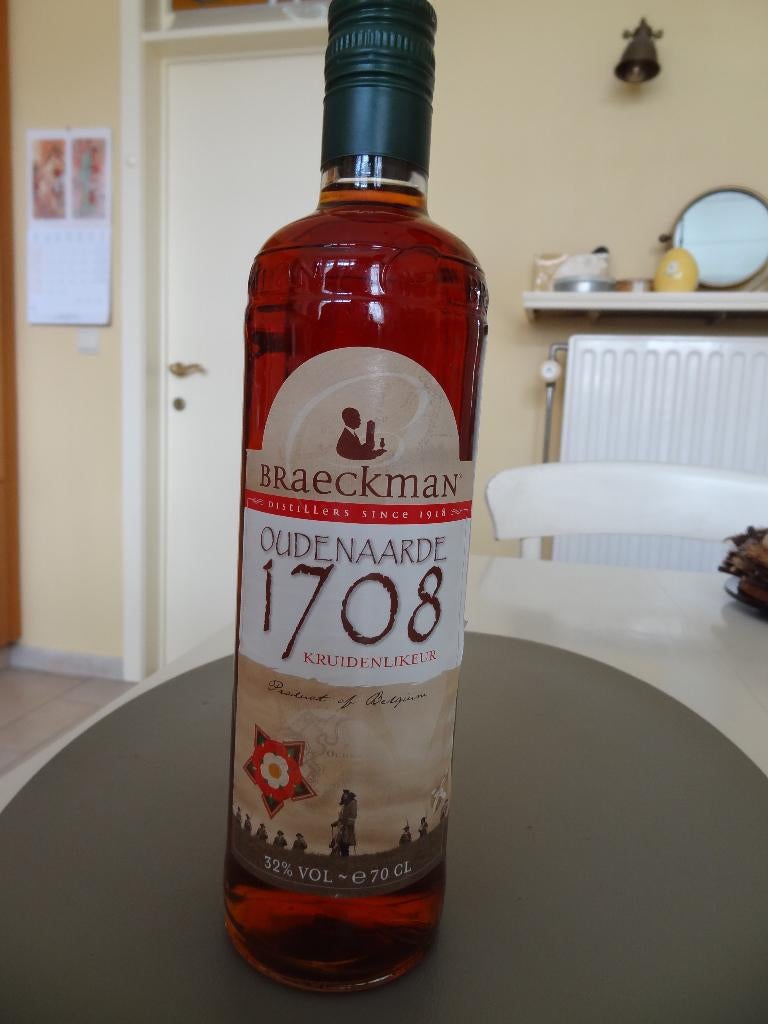 BRAECKMAN
DISTILLERS SINCE 1918
OUDENAARDE
1708
KRUIDENLIKEUR
Product of Belgium
32% VOL ~ ℮ 70 CL